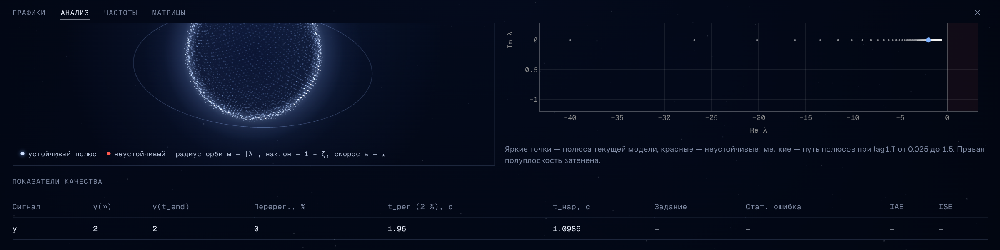 ГРАФИКИ АНАЛИЗ ЧАСТОТЫ МАТРИЦЫ ×
Im λ
0
−0.5
−1
−40 −35 −30 −25 −20 −15 −10 −5 0
Re λ
устойчивый полюс неустойчивый радиус орбиты — |λ|, наклон — 1 − ζ, скорость — ω
Яркие точки — полюса текущей модели, красные — неустойчивые; мелкие — путь полюсов при lag1.T от 0.025 до 1.5. Правая
полуплоскость затенена.
ПОКАЗАТЕЛИ КАЧЕСТВА
Сигнал y(∞) y(t_end) Перерег., % t_рег (2 %), с t_нар, с Задание Стат. ошибка IAE ISE
y 2 2 0 1.96 1.0986 — — — —